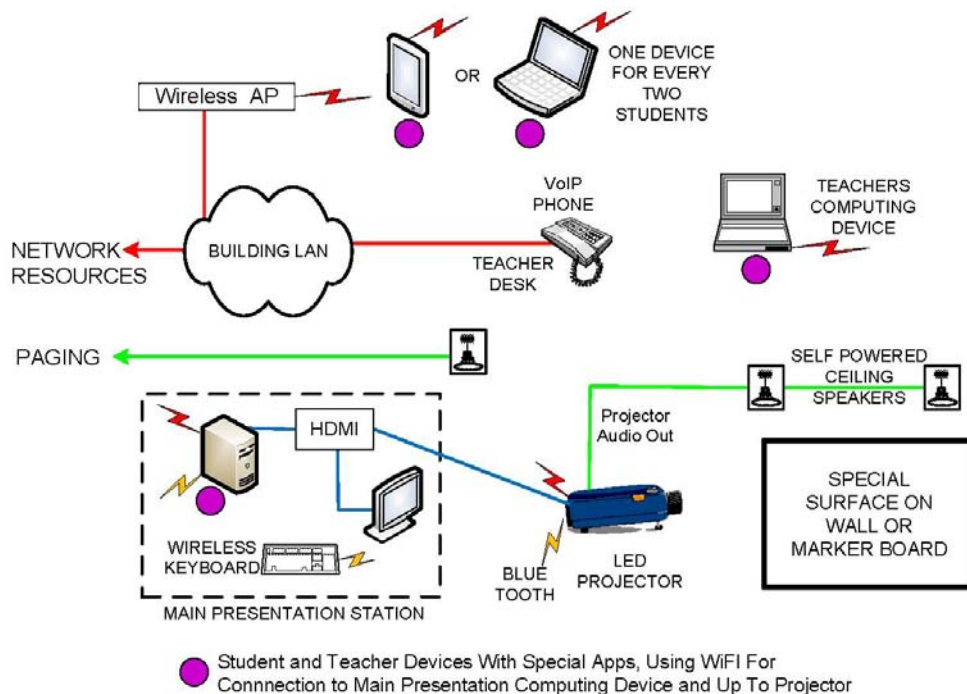 Wireless AP
OR
ONE DEVICE
FOR EVERY
TWO
STUDENTS
VoIP
PHONE
TEACHERS
COMPUTING
DEVICE
BUILDING LAN
NETWORK
RESOURCES
TEACHER
DESK
PAGING
SELF POWERED
CEILING
SPEAKERS
HDMI
Projector
Audio Out
WIRELESS
KEYBOARD
BLUE
TOOTH
LED
PROJECTOR
SPECIAL
SURFACE ON
WALL OR
MARKER BOARD
MAIN PRESENTATION STATION
Student and Teacher Devices With Special Apps, Using WiFI For
Connnection to Main Presentation Computing Device and Up To Projector